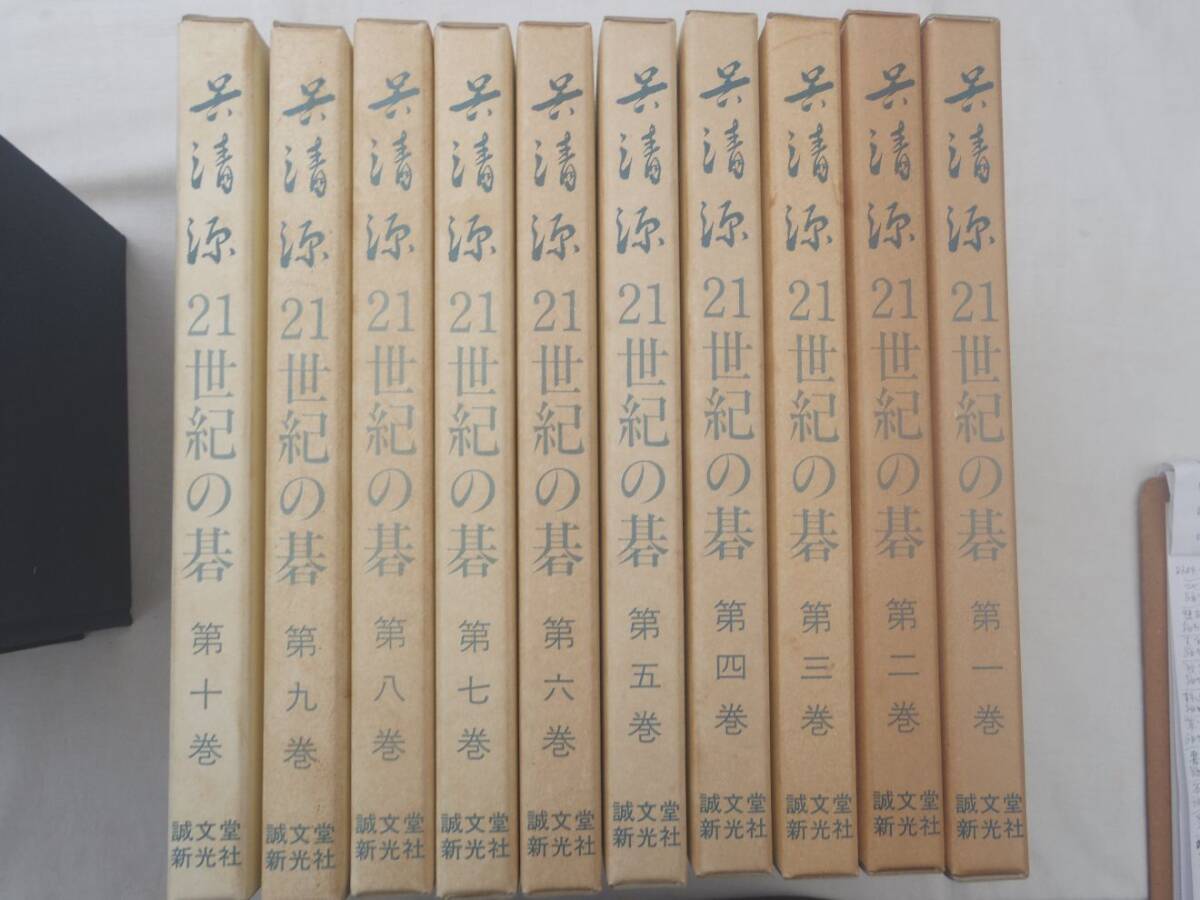 呉清源 21世紀の碁 第一巻
誠文堂
新光社
呉清源 21世紀の碁 第二巻
誠文堂
新光社
呉清源 21世紀の碁 第三巻
誠文堂
新光社
呉清源 21世紀の碁 第四巻
誠文堂
新光社
呉清源 21世紀の碁 第五巻
誠文堂
新光社
呉清源 21世紀の碁 第六巻
誠文堂
新光社
呉清源 21世紀の碁 第七巻
誠文堂
新光社
呉清源 21世紀の碁 第八巻
誠文堂
新光社
呉清源 21世紀の碁 第九巻
誠文堂
新光社
呉清源 21世紀の碁 第十巻
誠文堂
新光社